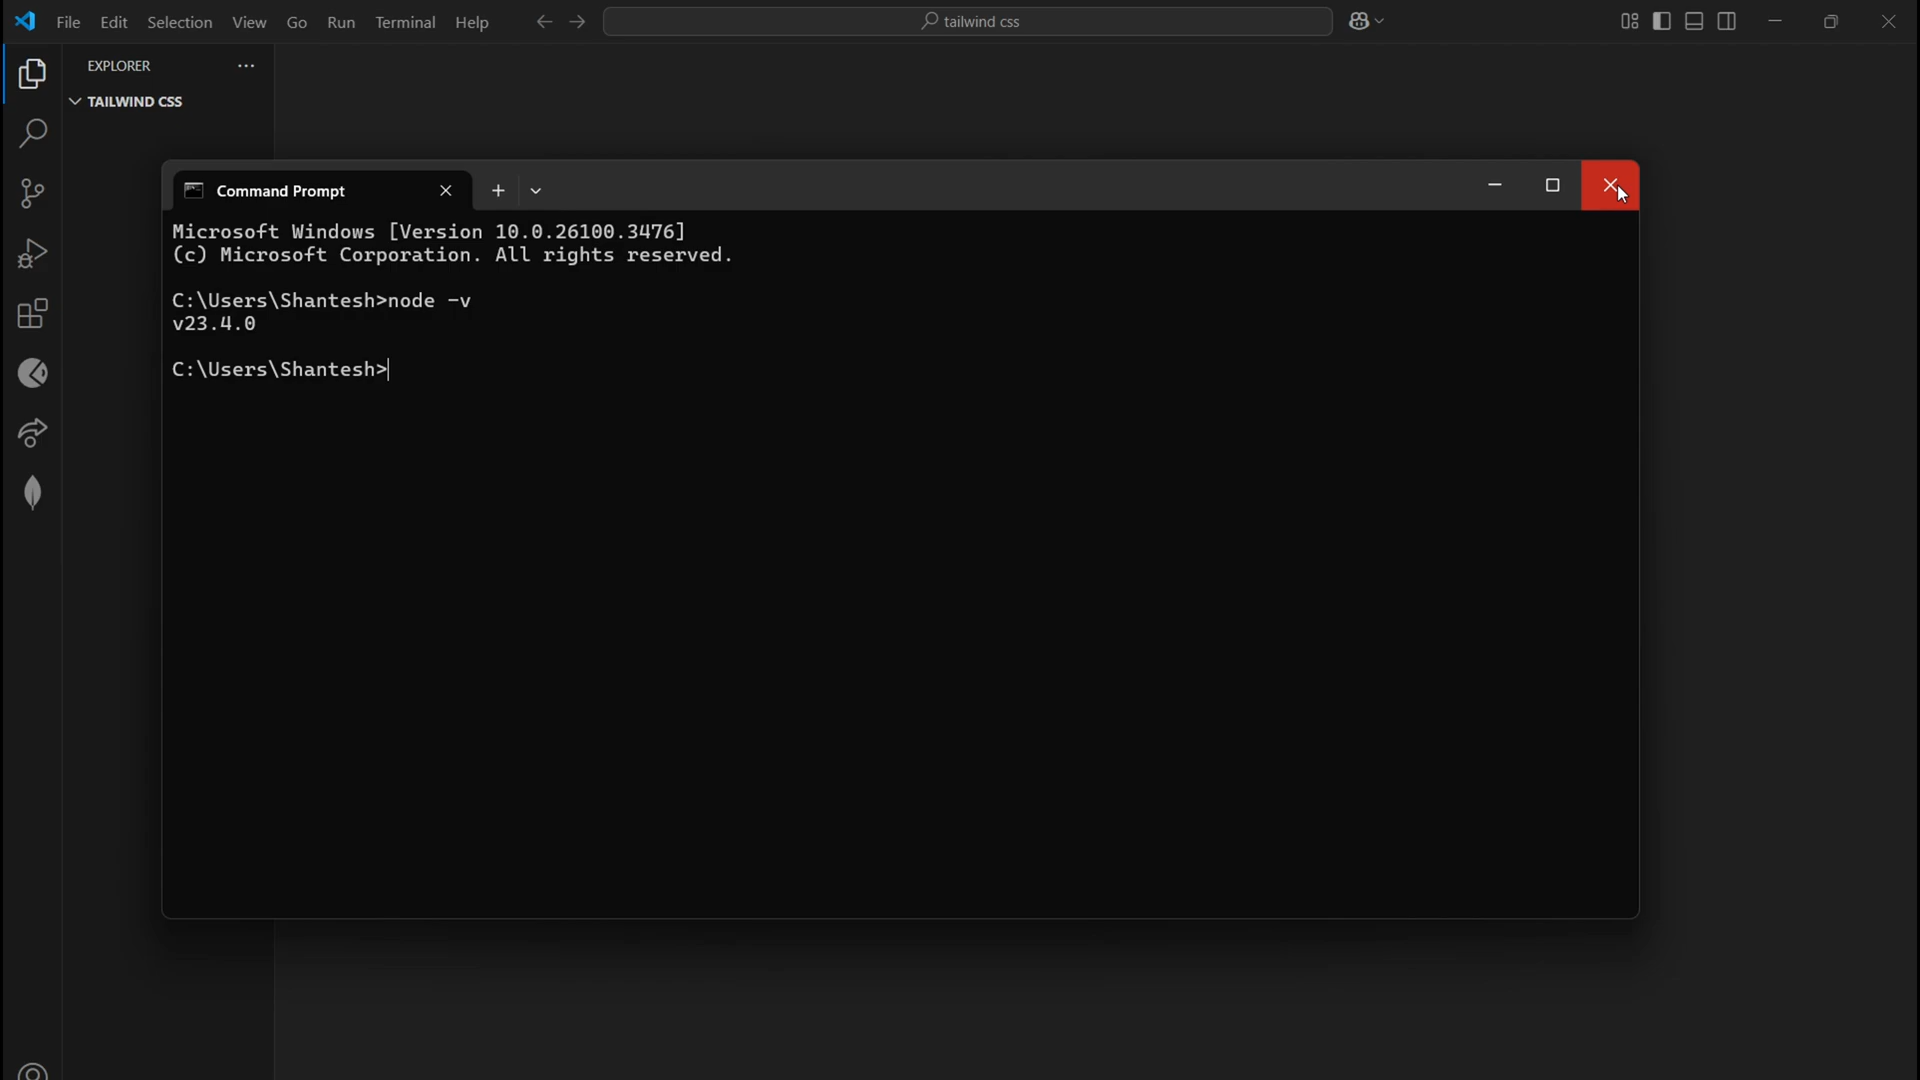 File Edit Selection View Go Run Terminal Help
tailwind css
EXPLORER
TAILWIND CSS
Command Prompt
Microsoft Windows [Version 10.0.26100.3476]
(c) Microsoft Corporation. All rights reserved.
C:\Users\Shantesh>node -v
v23.4.0
C:\Users\Shantesh>